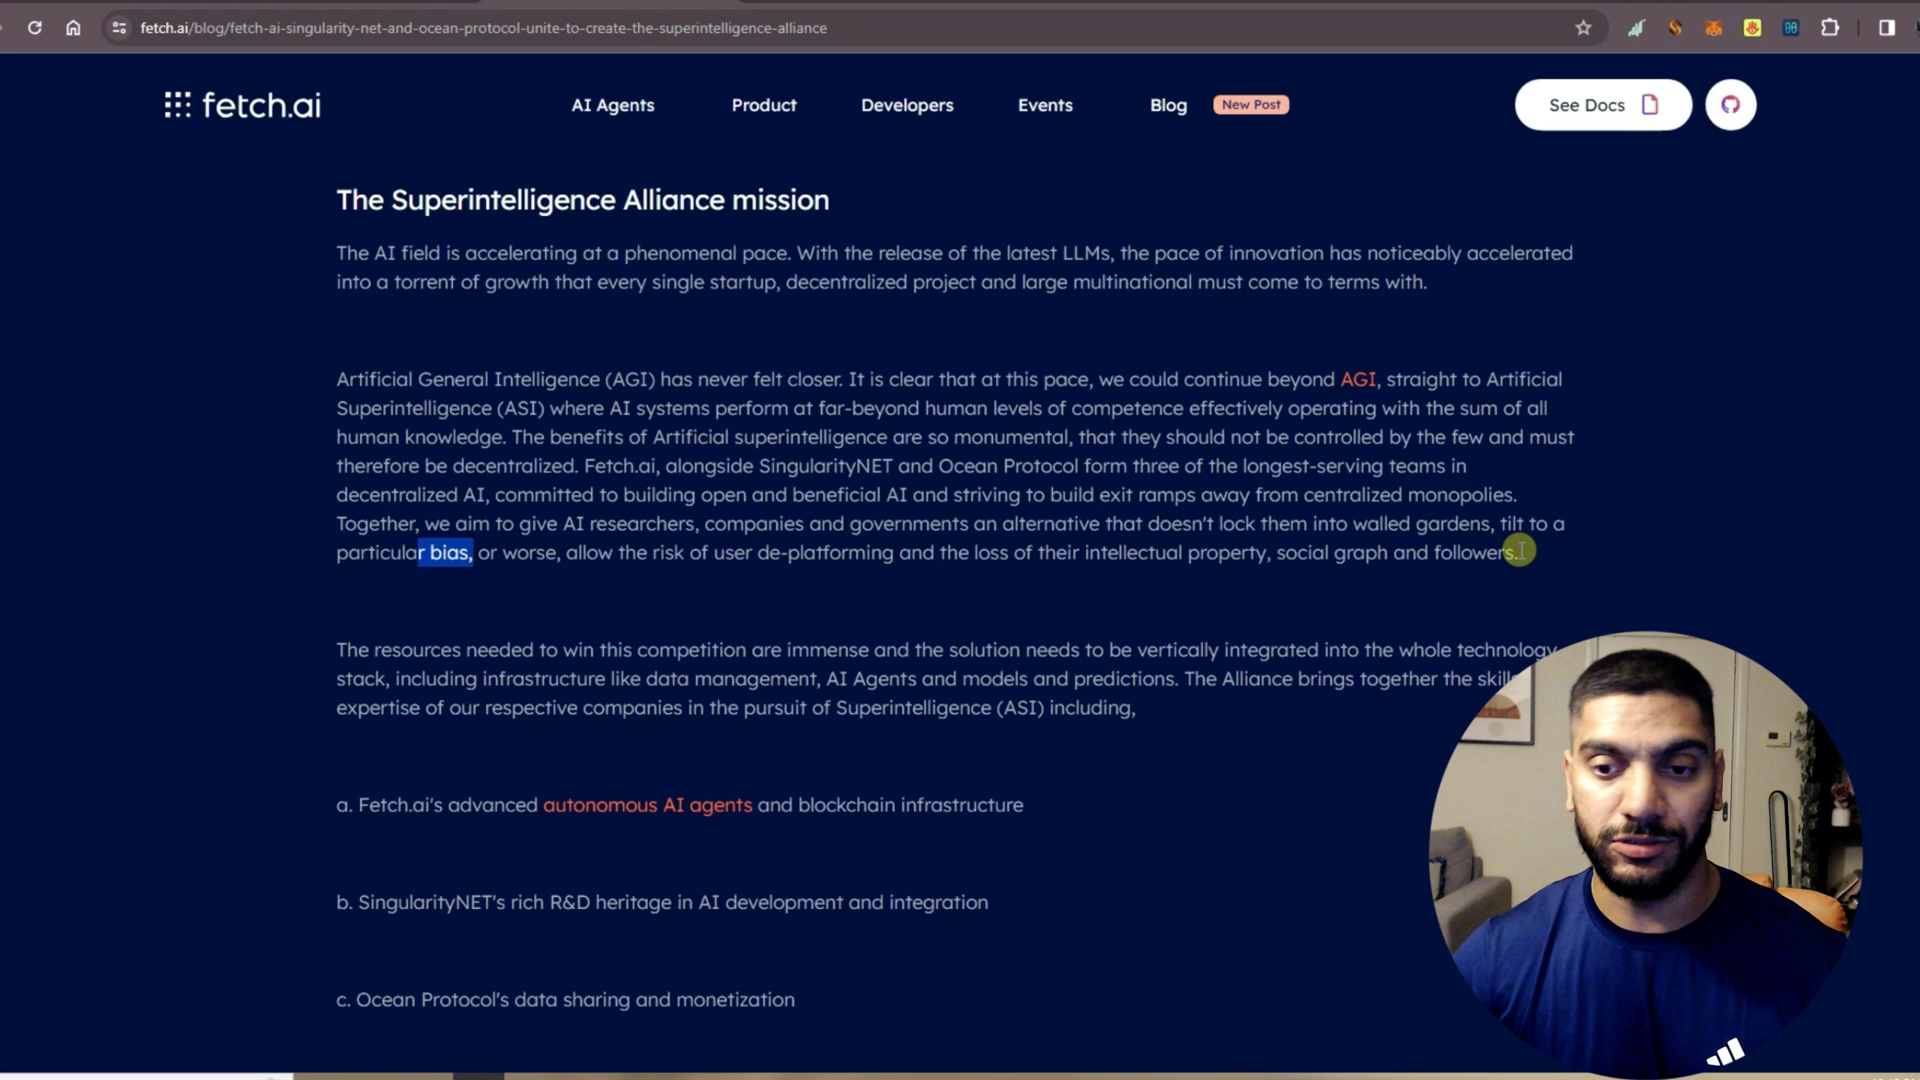 fetch.ai/blog/fetch-ai-singularity-net-and-ocean-protocol-unite-to-create-the-superintelligence-alliance
fetch.ai
AI Agents
Product
Developers
Events
Blog
New Post
See Docs
The Superintelligence Alliance mission
The AI field is accelerating at a phenomenal pace. With the release of the latest LLMs, the pace of innovation has noticeably accelerated
into a torrent of growth that every single startup, decentralized project and large multinational must come to terms with.
Artificial General Intelligence (AGI) has never felt closer. It is clear that at this pace, we could continue beyond AGI, straight to Artificial
Superintelligence (ASI) where AI systems perform at far-beyond human levels of competence effectively operating with the sum of all
human knowledge. The benefits of Artificial superintelligence are so monumental, that they should not be controlled by the few and must
therefore be decentralized. Fetch.ai, alongside SingularityNET and Ocean Protocol form three of the longest-serving teams in
decentralized AI, committed to building open and beneficial AI and striving to build exit ramps away from centralized monopolies.
Together, we aim to give AI researchers, companies and governments an alternative that doesn't lock them into walled gardens, tilt to a
particular bias, or worse, allow the risk of user de-platforming and the loss of their intellectual property, social graph and followers.
The resources needed to win this competition are immense and the solution needs to be vertically integrated into the whole technology
stack, including infrastructure like data management, AI Agents and models and predictions. The Alliance brings together the
expertise of our respective companies in the pursuit of Superintelligence (ASI) including,
a. Fetch.ai's advanced autonomous AI agents and blockchain infrastructure
b. SingularityNET's rich R&D heritage in AI development and integration
c. Ocean Protocol's data sharing and monetization